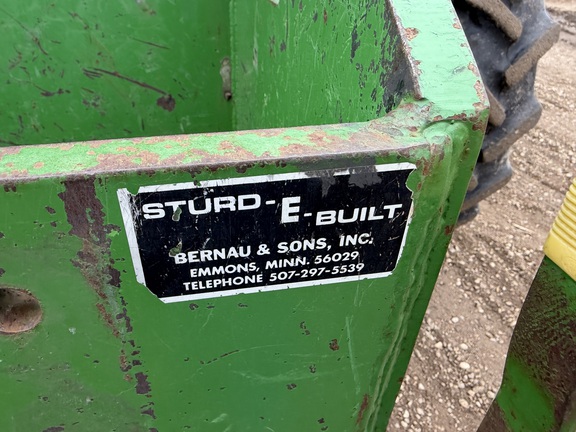 STURD-E-BUILT
BERNAU & SONS, INC.
EMMONS, MINN. 56029
TELEPHONE 507-297-5539